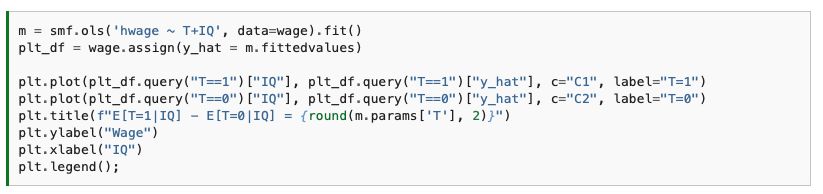 m = smf.ols('hwage ~ T+IQ', data=wage).fit()
plt_df = wage.assign(y_hat = m.fittedvalues)
plt.plot(plt_df.query("T==1")["IQ"], plt_df.query("T==1")["y_hat"], c="C1", label="T=1")
plt.plot(plt_df.query("T==0")["IQ"], plt_df.query("T==0")["y_hat"], c="C2", label="T=0")
plt.title(f"E[T=1|IQ] - E[T=0|IQ] = {round(m.params['T'], 2)}")
plt.ylabel("Wage")
plt.xlabel("IQ")
plt.legend();